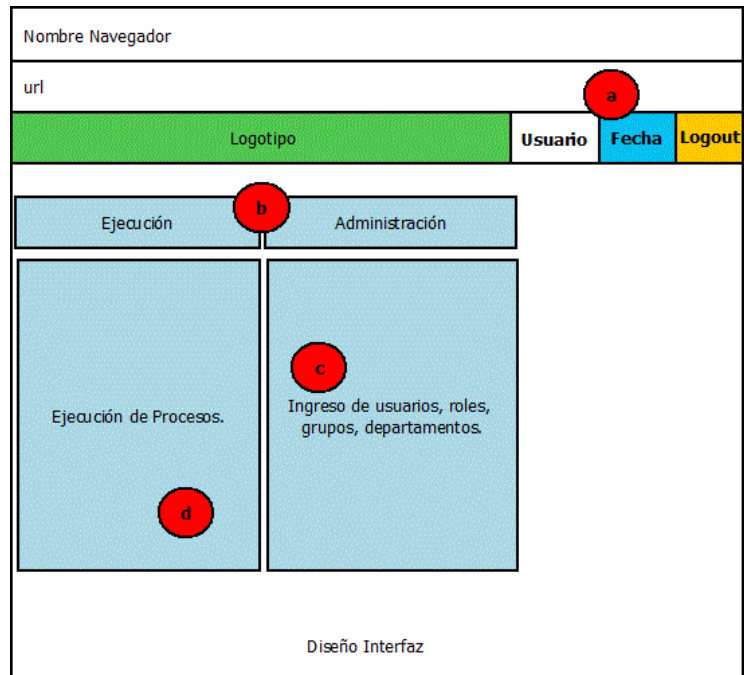 Nombre Navegador
url
a
Logotipo
Usuario
Fecha
Logout
b
Ejecución
Administración
c
Ingreso de usuarios, roles,
grupos, departamentos.
Ejecución de Procesos.
d
Diseño Interfaz